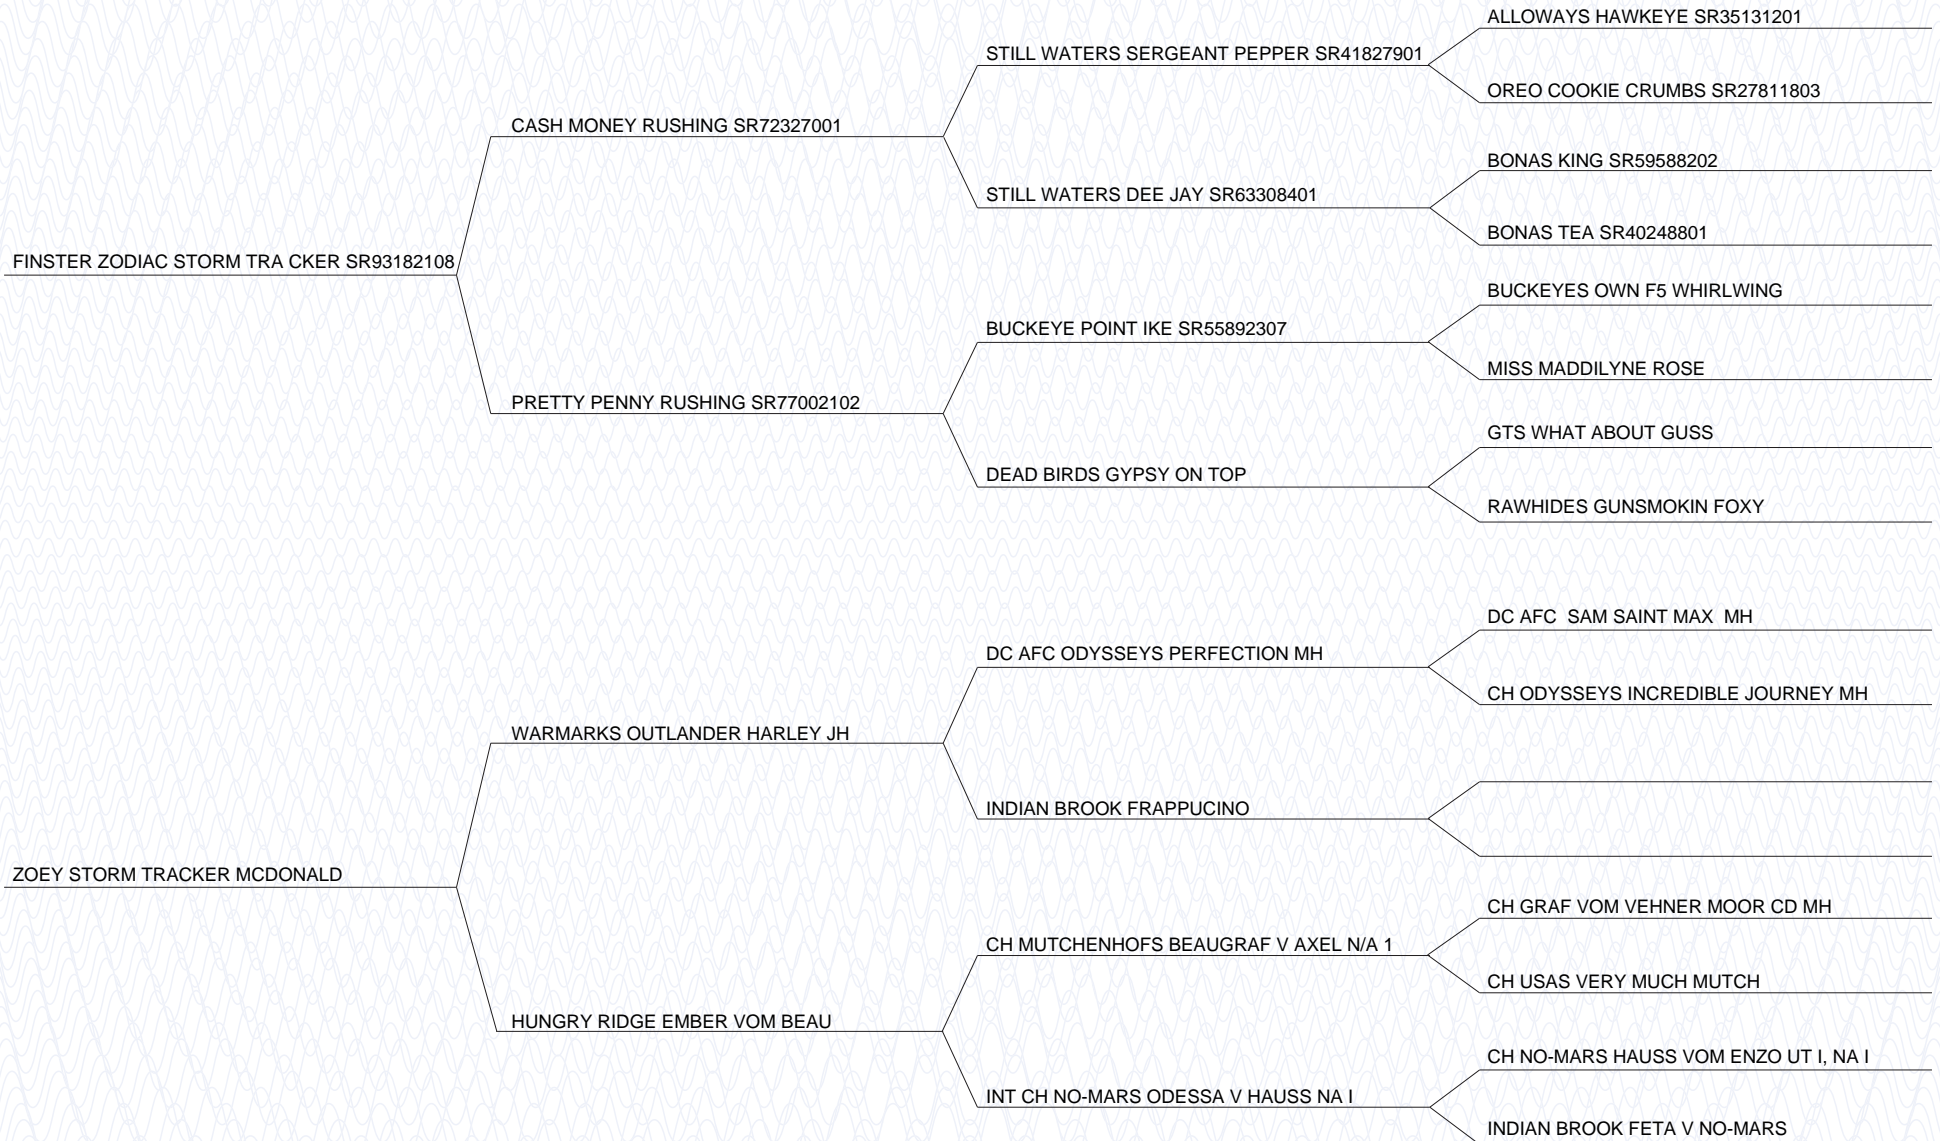 ALLOWAYS HAWKEYE SR35131201
STILL WATERS SERGEANT PEPPER SR41827901
OREO COOKIE CRUMBS SR27811803
CASH MONEY RUSHING SR72327001
BONAS KING SR59588202
STILL WATERS DEE JAY SR63308401
BONAS TEA SR40248801
FINSTER ZODIAC STORM TRA CKER SR93182108
BUCKEYES OWN F5 WHIRLWING
BUCKEYE POINT IKE SR55892307
MISS MADDILYNE ROSE
PRETTY PENNY RUSHING SR77002102
GTS WHAT ABOUT GUSS
DEAD BIRDS GYPSY ON TOP
RAWHIDES GUNSMOKIN FOXY
DC AFC  SAM SAINT MAX  MH
DC AFC ODYSSEYS PERFECTION MH
CH ODYSSEYS INCREDIBLE JOURNEY MH
WARMARKS OUTLANDER HARLEY JH
INDIAN BROOK FRAPPUCINO
ZOEY STORM TRACKER MCDONALD
CH GRAF VOM VEHNER MOOR CD MH
CH MUTCHENHOFS BEAUGRAF V AXEL N/A 1
CH USAS VERY MUCH MUTCH
HUNGRY RIDGE EMBER VOM BEAU
CH NO-MARS HAUSS VOM ENZO UT I, NA I
INT CH NO-MARS ODESSA V HAUSS NA I
INDIAN BROOK FETA V NO-MARS